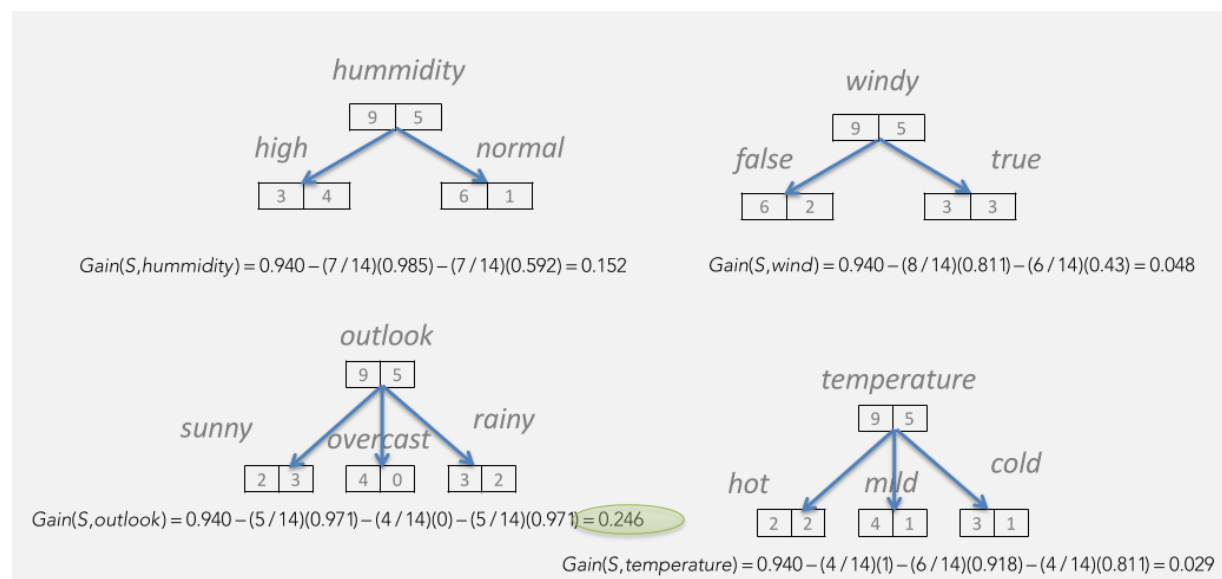 hummidity
9 5
high normal
3 4 6 1
Gain(S,hummidity) = 0.940 – (7 / 14)(0.985) – (7 / 14)(0.592) = 0.152
windy
9 5
false true
6 2 3 3
Gain(S,wind) = 0.940 – (8 / 14)(0.811) – (6 / 14)(0.43) = 0.048
outlook
9 5
sunny overcast rainy
2 3 4 0 3 2
Gain(S,outlook) = 0.940 – (5 / 14)(0.971) – (4 / 14)(0) – (5 / 14)(0.971) = 0.246
temperature
9 5
hot mild cold
2 2 4 1 3 1
Gain(S,temperature) = 0.940 – (4 / 14)(1) – (6 / 14)(0.918) – (4 / 14)(0.811) = 0.029